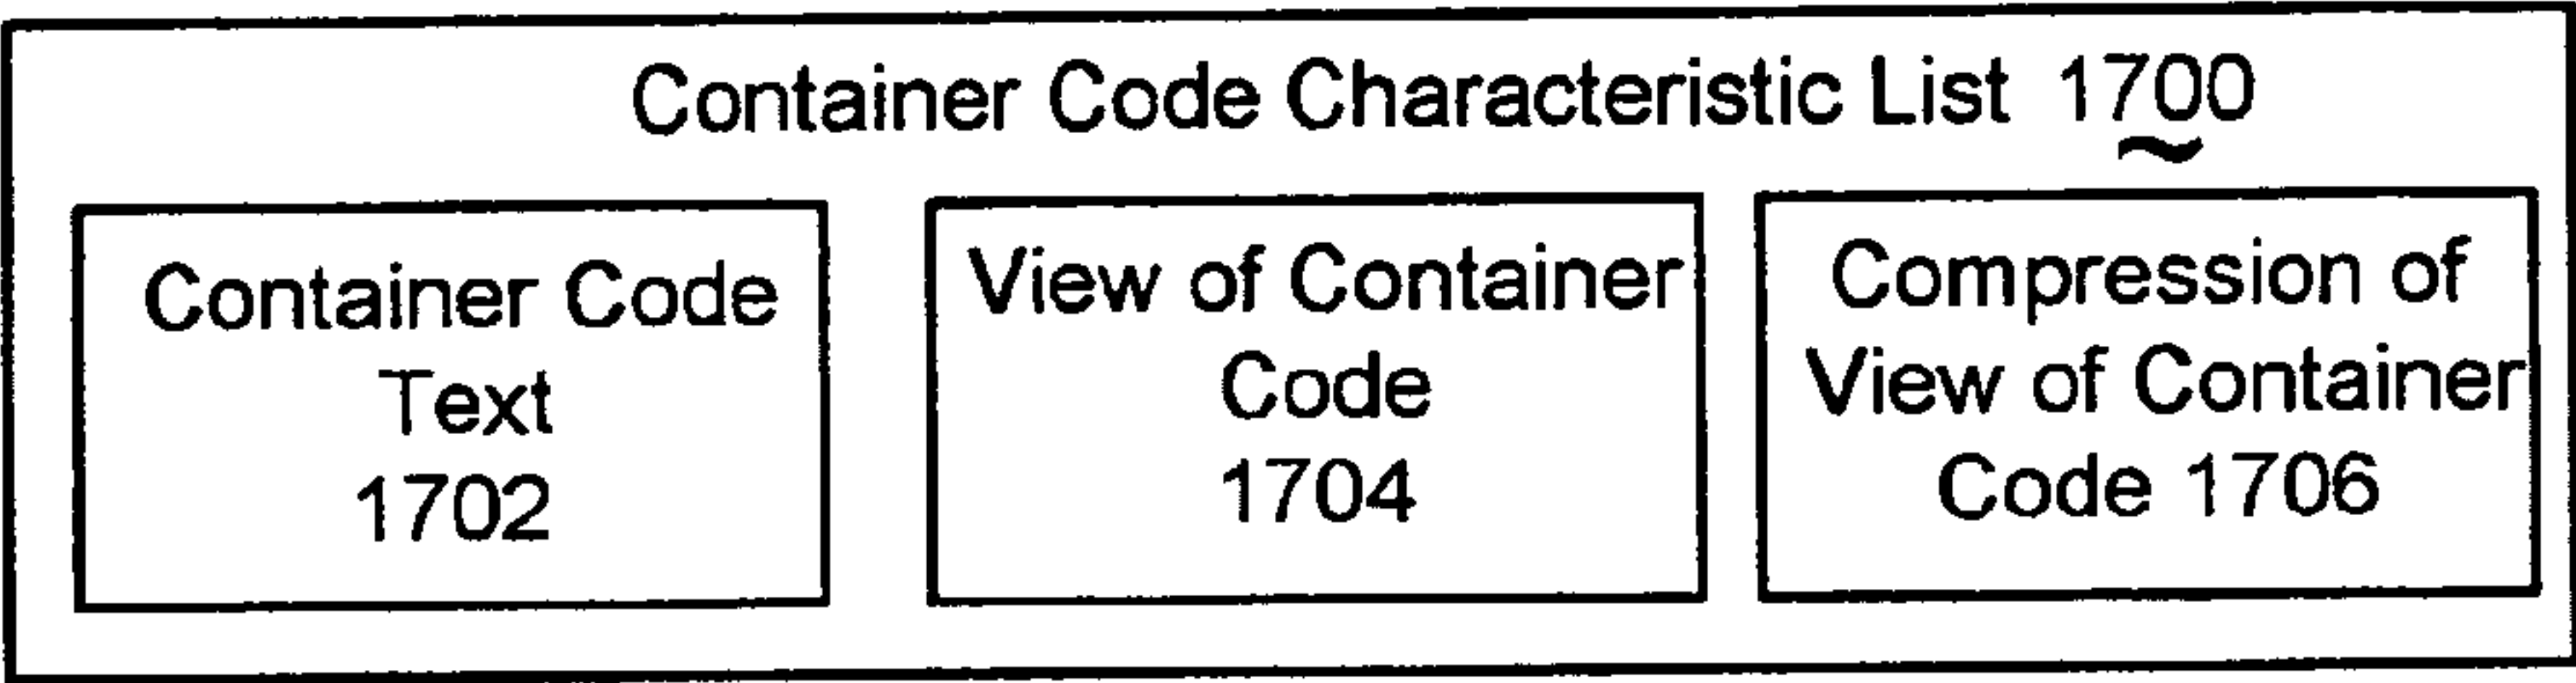 Container Code Characteristic List 1700
Container Code
Text
1702
View of Container
Code
1704
Compression of
View of Container
Code 1706